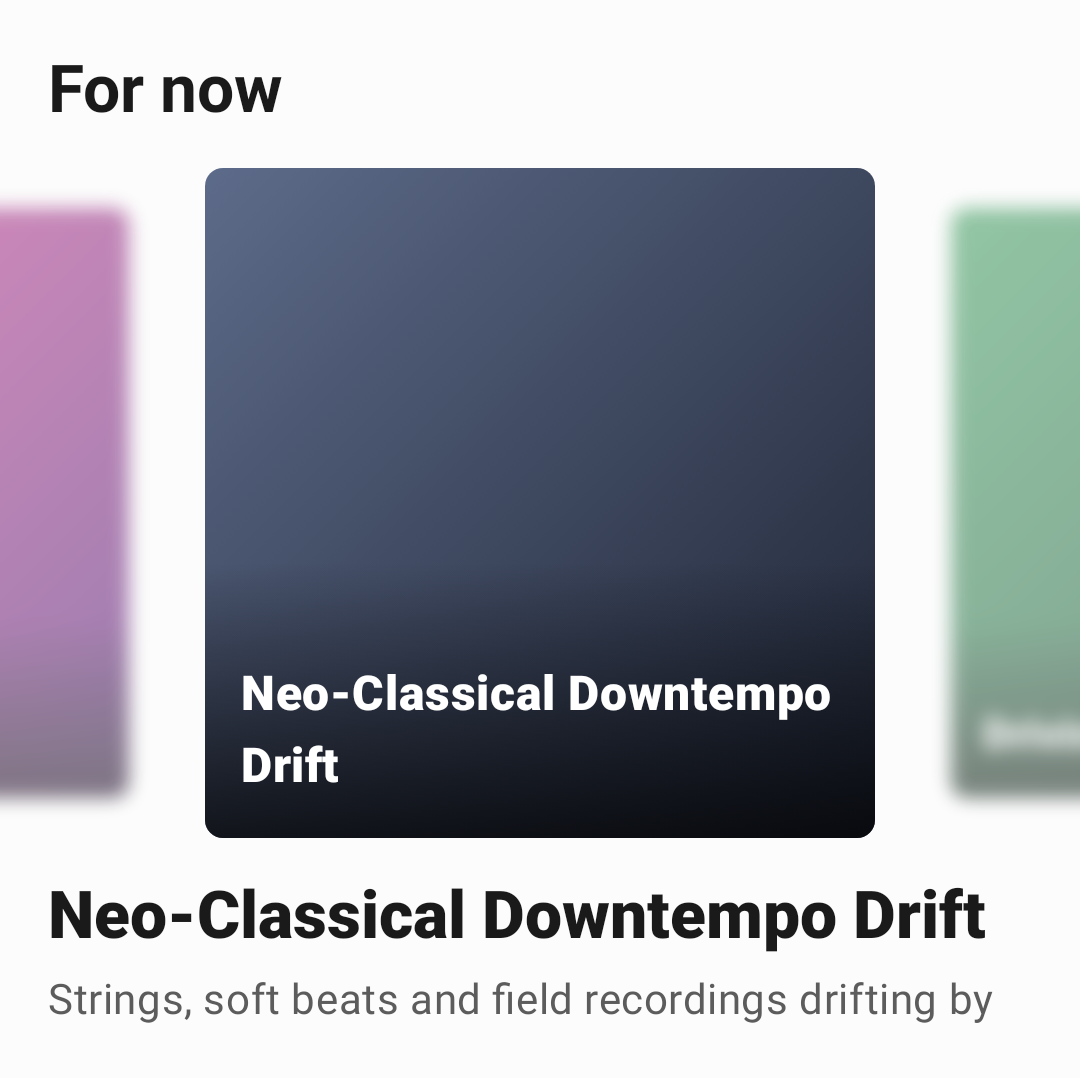 For now
Neo-Classical Downtempo
Drift
Neo-Classical Downtempo Drift
Strings, soft beats and field recordings drifting by